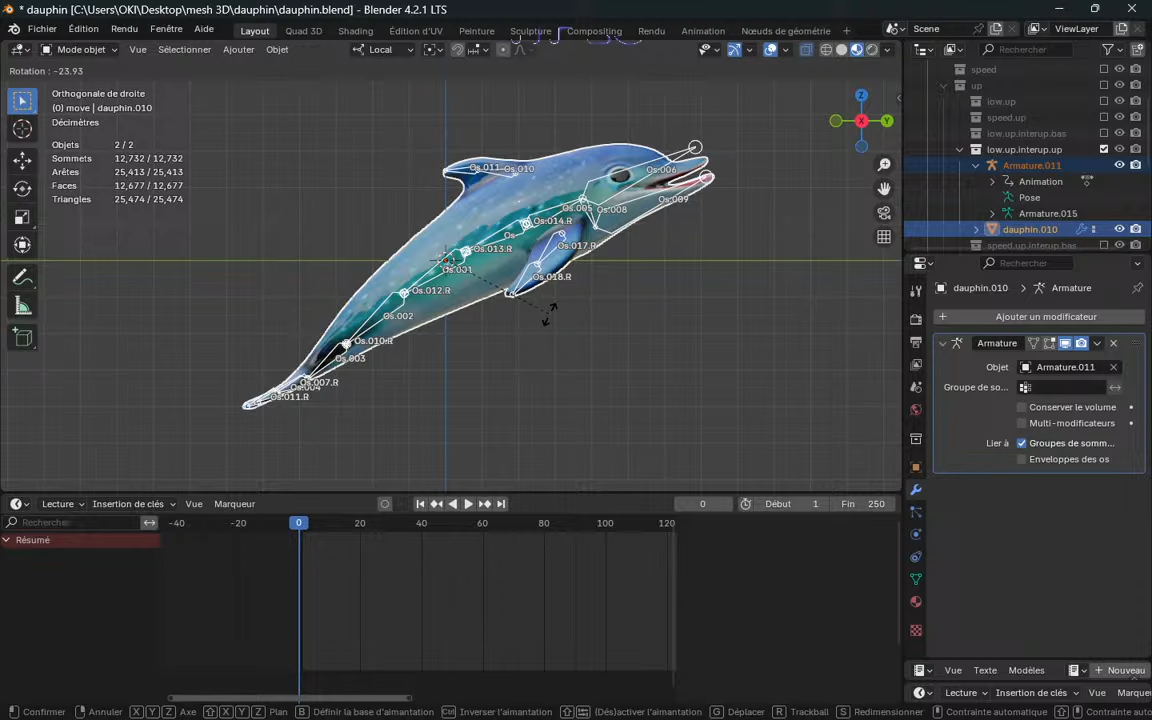 * dauphin [C:\Users\OKI\Desktop\mesh 3D\dauphin\dauphin.blend] - Blender 4.2.1 LTS
Fichier Édition Rendu Fenêtre Aide Layout Quad 3D Shading Édition d'UV Peinture Sculpture Compositing Rendu Animation Nœuds de géométrie + Scene ViewLayer
Mode objet Vue Sélectionner Ajouter Objet Local Rechercher
Rotation : -23.93
speed
up
low.up
speed.up
low.up.interup.bas
low.up.interup.up
Armature.011
Animation
Pose
Armature.015
dauphin.010
speed.up.interup.bas
Orthogonale de droite
(0) move | dauphin.010
Décimètres
Objets 2 / 2
Sommets 12,732 / 12,732
Arêtes 25,413 / 25,413
Faces 12,677 / 12,677
Triangles 25,474 / 25,474
Z
Y
X
Os.011
Os.010
Os.006
Os.009
Os.005
Os.008
Os.014.R
Os
Os.017.R
Os.013.R
Os.001
Os.018.R
Os.012.R
Os.002
Os.010.R
Os.003
Os.007.R
Os.004
Os.011.R
Rechercher
dauphin.010 > Armature
+ Ajouter un modificateur
Armature
Objet Armature.011
Groupe de so...
Conserver le volume
Multi-modificateurs
Lier à Groupes de somm...
Enveloppes des os
Lecture Insertion de clés Vue Marqueur 0 Début 1 Fin 250
Rechercher -40 -20 0 20 40 60 80 100 120
Résumé
Vue Texte Modèles + Nouveau
Lecture Insertion de clés Vue Marque
Confirmer Annuler X Y Z Axe X Y Z Plan B Définir la base d'aimantation Ctrl Inverser l'aimantation (Dés)activer l'aimantation G Déplacer R Trackball S Redimensionner Contrainte automatique Contrainte auto